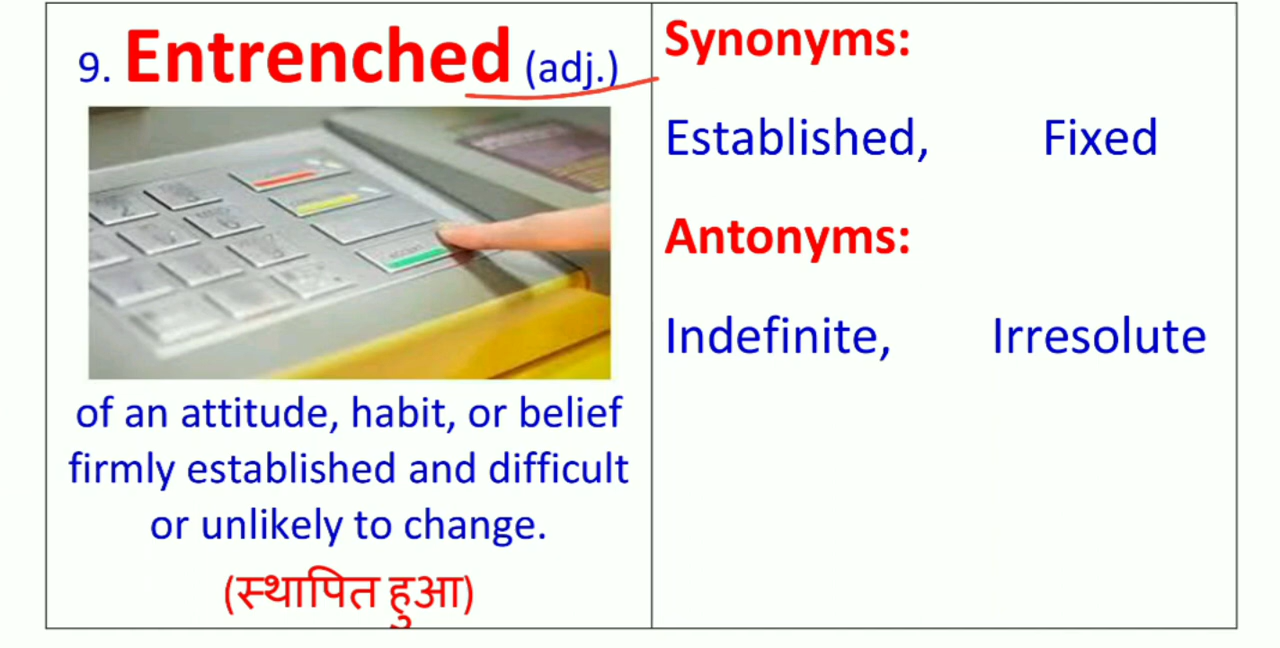 9. Entrenched (adj.)
of an attitude, habit, or belief
firmly established and difficult
or unlikely to change.
(स्थापित हुआ)
Synonyms:
Established, Fixed
Antonyms:
Indefinite, Irresolute